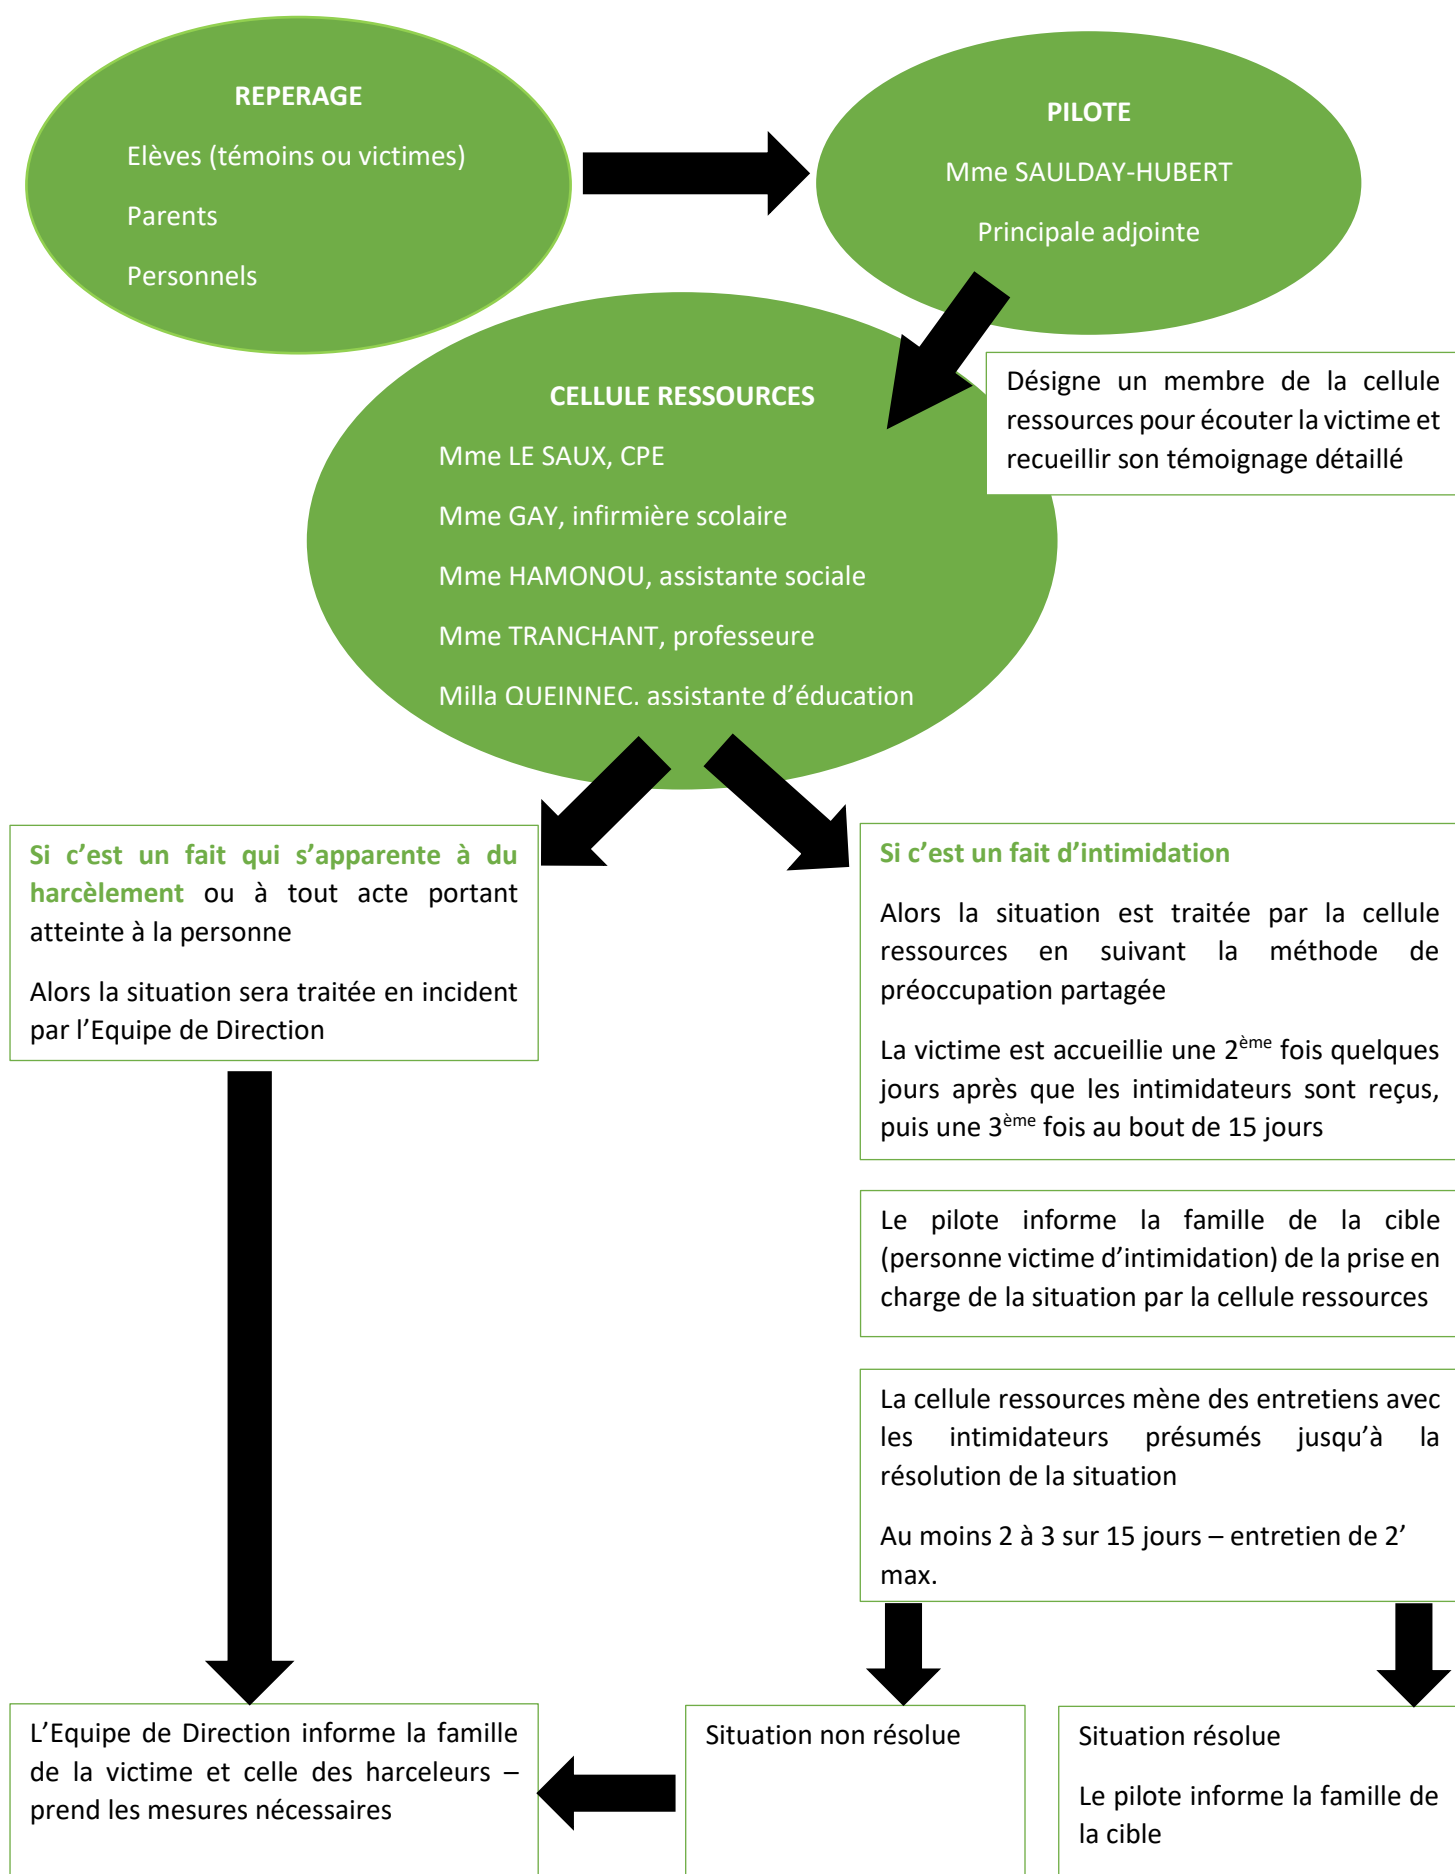 REPERAGE
Elèves (témoins ou victimes)
Parents
Personnels
PILOTE
Mme SAULDAY-HUBERT
Principale adjointe
Désigne un membre de la cellule
ressources pour écouter la victime et
recueillir son témoignage détaillé
CELLULE RESSOURCES
Mme LE SAUX, CPE
Mme GAY, infirmière scolaire
Mme HAMONOU, assistante sociale
Mme TRANCHANT, professeure
Milla QUEINNEC, assistante d’éducation
Si c’est un fait qui s’apparente à du
harcèlement ou à tout acte portant
atteinte à la personne
Alors la situation sera traitée en incident
par l’Equipe de Direction
Si c’est un fait d’intimidation
Alors la situation est traitée par la cellule
ressources en suivant la méthode de
préoccupation partagée
La victime est accueillie une 2ème fois quelques
jours après que les intimidateurs sont reçus,
puis une 3ème fois au bout de 15 jours
Le pilote informe la famille de la cible
(personne victime d’intimidation) de la prise en
charge de la situation par la cellule ressources
La cellule ressources mène des entretiens avec
les intimidateurs présumés jusqu’à la
résolution de la situation
Au moins 2 à 3 sur 15 jours – entretien de 2’
max.
L’Equipe de Direction informe la famille
de la victime et celle des harceleurs –
prend les mesures nécessaires
Situation non résolue
Situation résolue
Le pilote informe la famille de
la cible